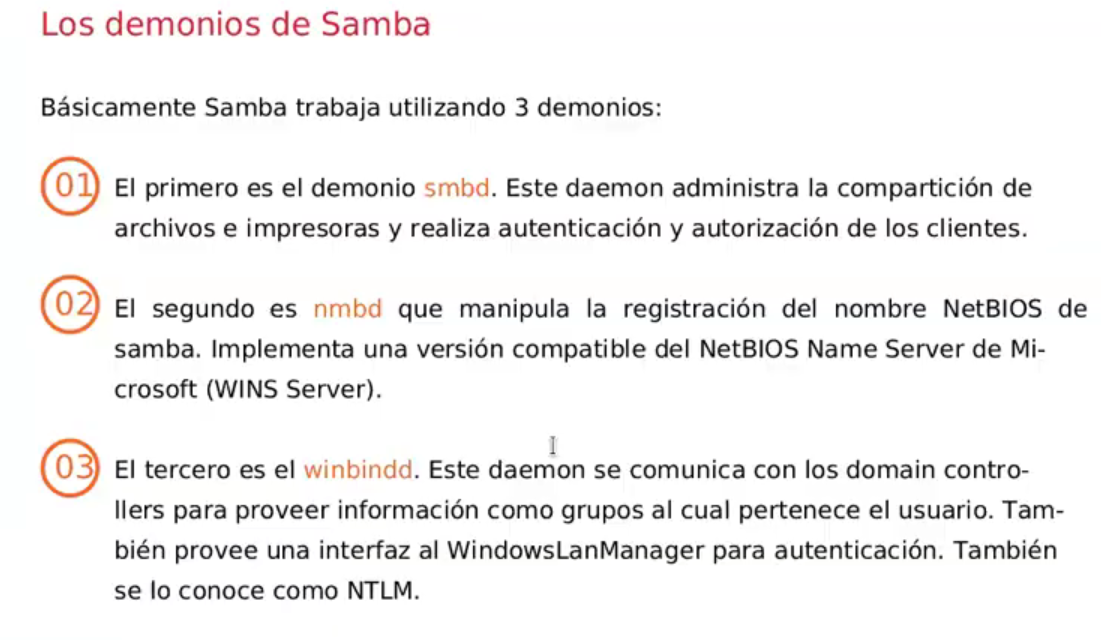 Los demonios de Samba
Básicamente Samba trabaja utilizando 3 demonios:
01 El primero es el demonio smbd. Este daemon administra la compartición de
archivos e impresoras y realiza autenticación y autorización de los clientes.
02 El segundo es nmbd que manipula la registración del nombre NetBIOS de
samba. Implementa una versión compatible del NetBIOS Name Server de Mi-
crosoft (WINS Server).
03 El tercero es el winbindd. Este daemon se comunica con los domain contro-
llers para proveer información como grupos al cual pertenece el usuario. Tam-
bién provee una interfaz al WindowsLanManager para autenticación. También
se lo conoce como NTLM.